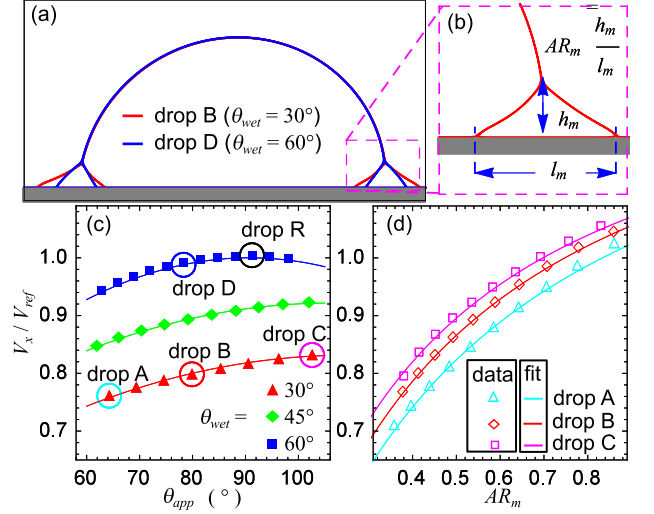 (a)
drop B (θwet = 30°)
drop D (θwet = 60°)
(b)
ARm = hm / lm
hm
lm
(c)
drop R
drop D
drop C
drop B
drop A
θwet =
30°
45°
60°
1.0
0.9
0.8
0.7
Vx / Vref
60 70 80 90 100
θapp (°)
(d)
data fit
drop A
drop B
drop C
1.0
0.9
0.8
0.7
0.3 0.4 0.5 0.6 0.7 0.8
ARm